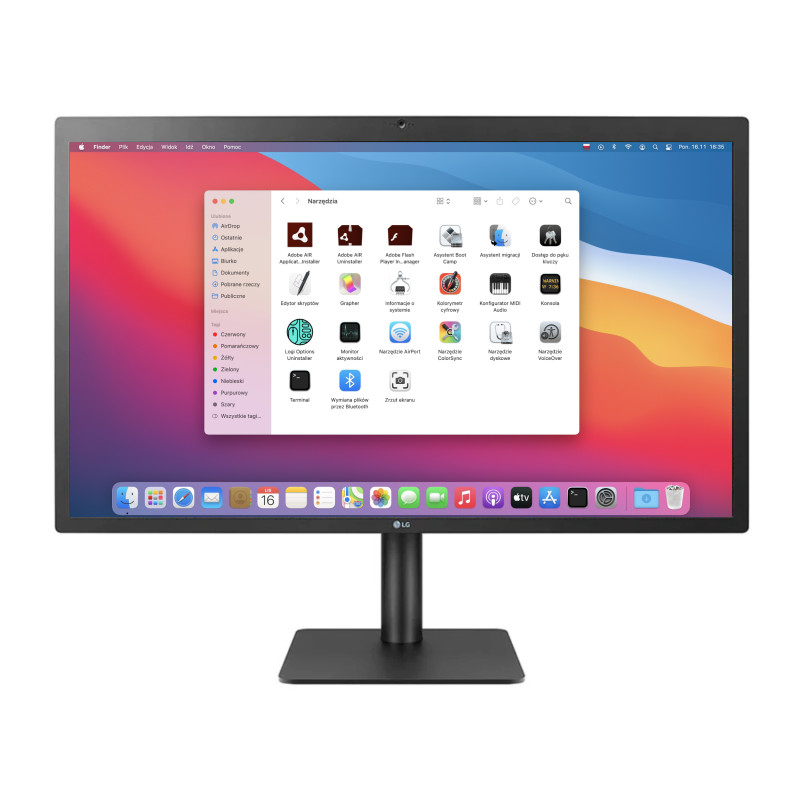 Finder Plik Edycja Widok Idź Okno Pomoc
Pon. 16.11 18:35
Narzędzia
Ulubione
AirDrop
Ostatnie
Aplikacje
Biurko
Dokumenty
Pobrane rzeczy
Publiczne
Miejsca
Tagi
Czerwony
Pomarańczowy
Żółty
Zielony
Niebieski
Purpurowy
Szary
Wszystkie tagi...
Adobe AIR
Applicat...Installer
Adobe AIR
Uninstaller
Adobe Flash
Player In...anager
Asystent Boot
Camp
Asystent migracji
Dostęp do pęku
kluczy
Edytor skryptów
Grapher
Informacje o
systemie
Kolorymetr
cyfrowy
Konfigurator MIDI
Audio
Konsola
Logi Options
Uninstaller
Monitor
aktywności
Narzędzie AirPort
Narzędzie
ColorSync
Narzędzie
dyskowe
Narzędzie
VoiceOver
Terminal
Wymiana plików
przez Bluetooth
Zrzut ekranu
16
tv
LG